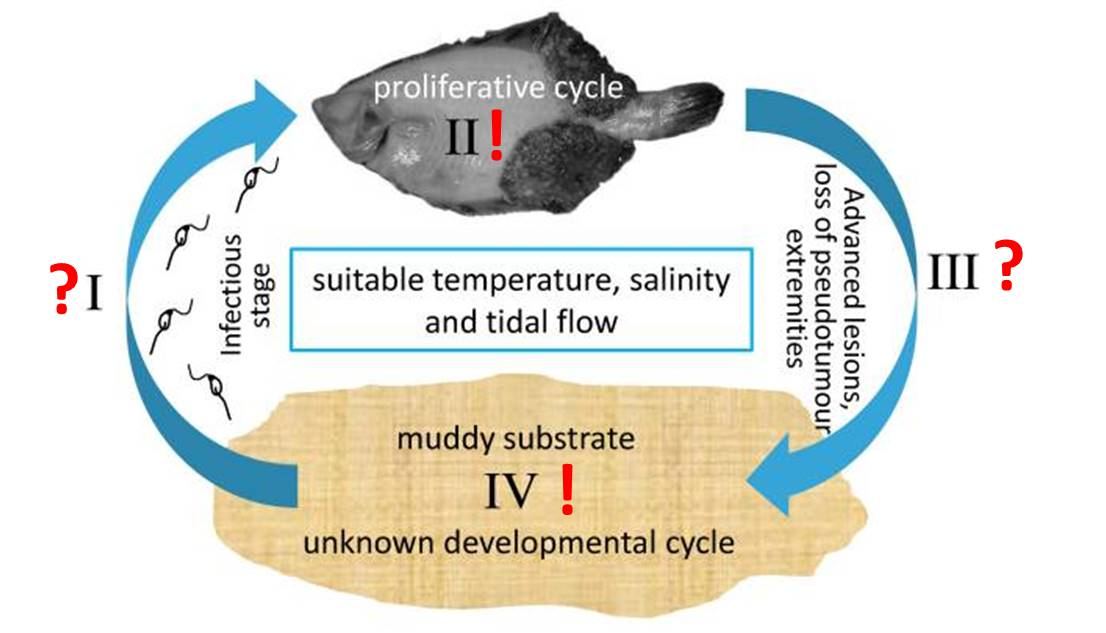 proliferative cycle
II!
? I
Infectious
stage
suitable temperature, salinity
and tidal flow
Advanced lesions,
loss of pseudotumour
extremities
III ?
muddy substrate
IV !
unknown developmental cycle